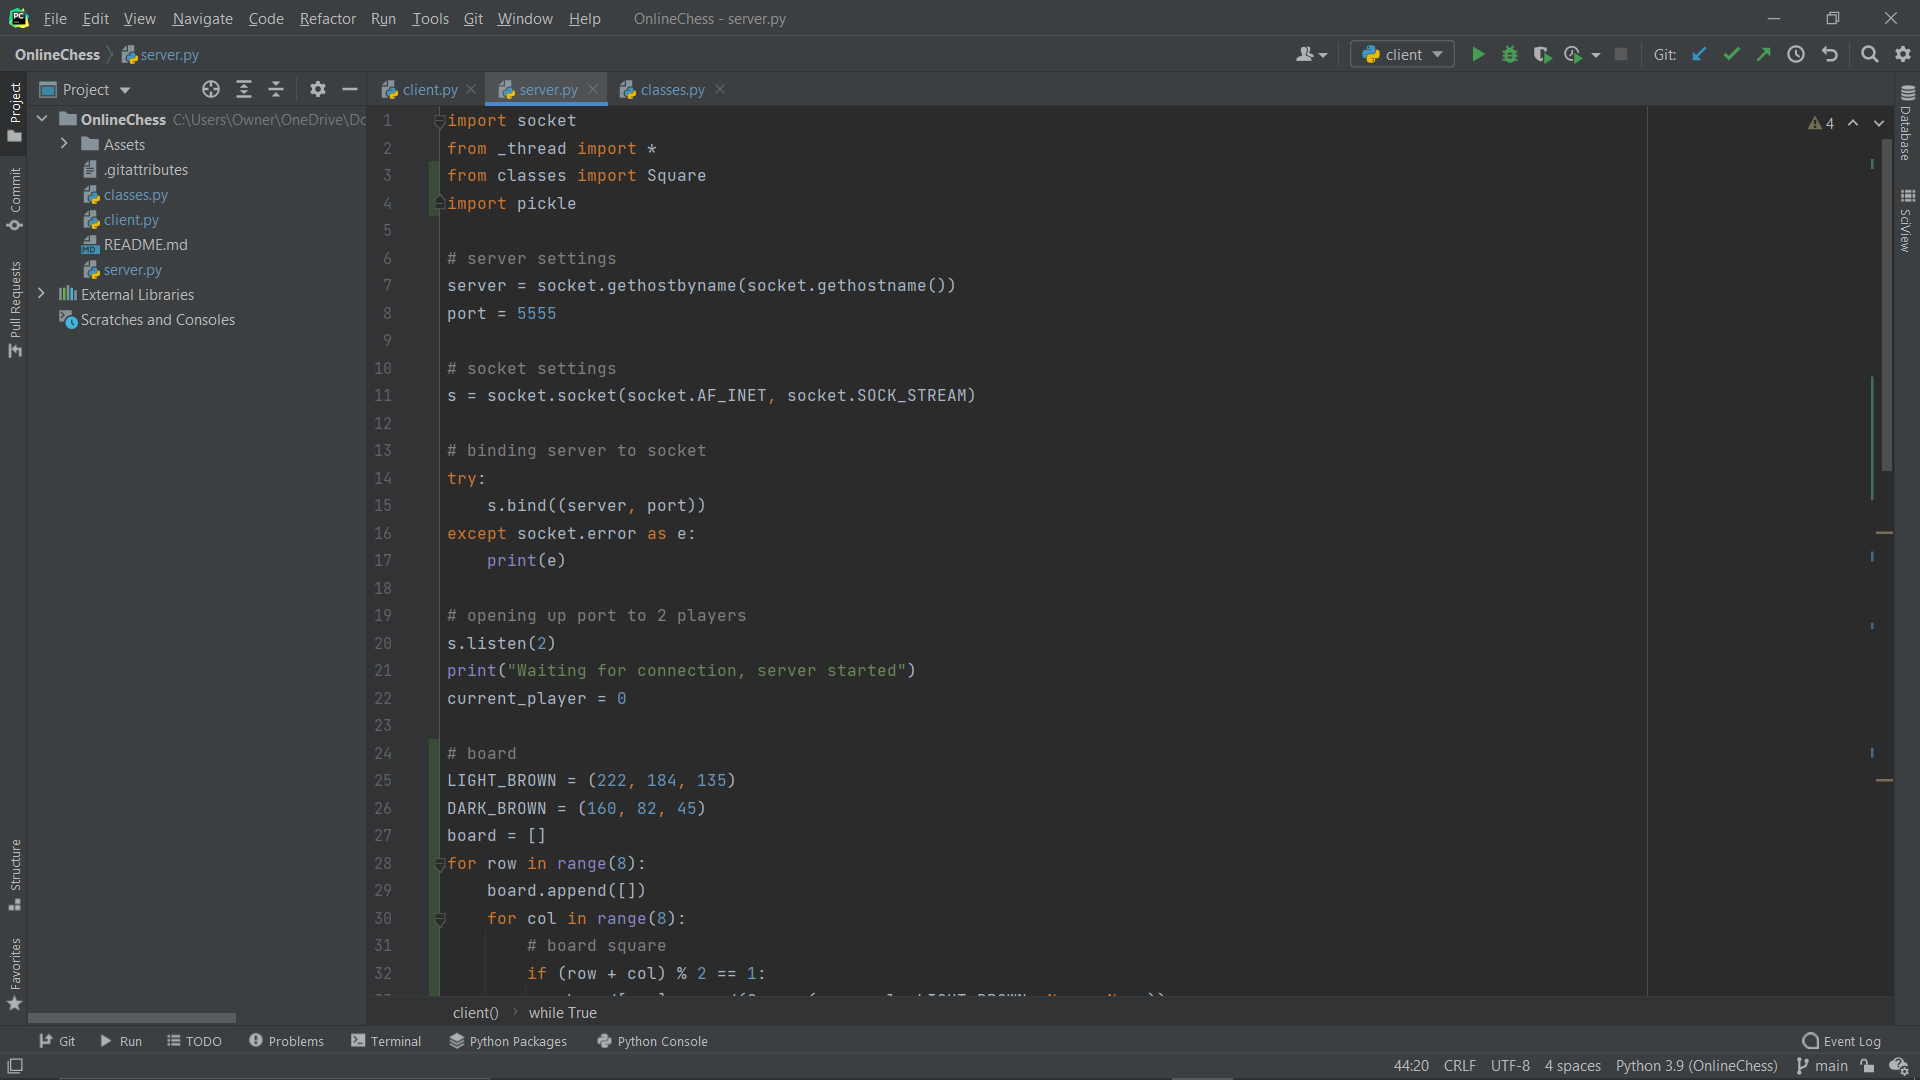 File Edit View Navigate Code Refactor Run Tools Git Window Help OnlineChess - server.py
OnlineChess server.py client Git:
Project
client.py server.py classes.py
OnlineChess C:\Users\Owner\OneDrive\Do
Assets
.gitattributes
classes.py
client.py
README.md
server.py
External Libraries
Scratches and Consoles
Project
Commit
Pull Requests
Structure
Favorites
1 import socket
2 from _thread import *
3 from classes import Square
4 import pickle
5
6 # server settings
7 server = socket.gethostbyname(socket.gethostname())
8 port = 5555
9
10 # socket settings
11 s = socket.socket(socket.AF_INET, socket.SOCK_STREAM)
12
13 # binding server to socket
14 try:
15 s.bind((server, port))
16 except socket.error as e:
17 print(e)
18
19 # opening up port to 2 players
20 s.listen(2)
21 print("Waiting for connection, server started")
22 current_player = 0
23
24 # board
25 LIGHT_BROWN = (222, 184, 135)
26 DARK_BROWN = (160, 82, 45)
27 board = []
28 for row in range(8):
29 board.append([])
30 for col in range(8):
31 # board square
32 if (row + col) % 2 == 1:
4
Database
SciView
client() while True
Git Run TODO Problems Terminal Python Packages Python Console Event Log
44:20 CRLF UTF-8 4 spaces Python 3.9 (OnlineChess) main